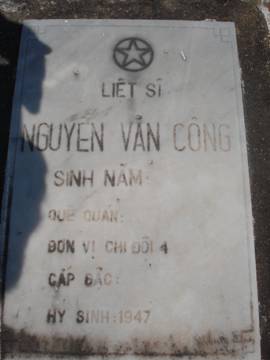 LIỆT SĨ
NGUYỄN VĂN CÔNG
SINH NĂM:
QUÊ QUÁN:
ĐƠN VỊ CHI ĐỘI 4
CẤP BẬC:
HY SINH: 1947